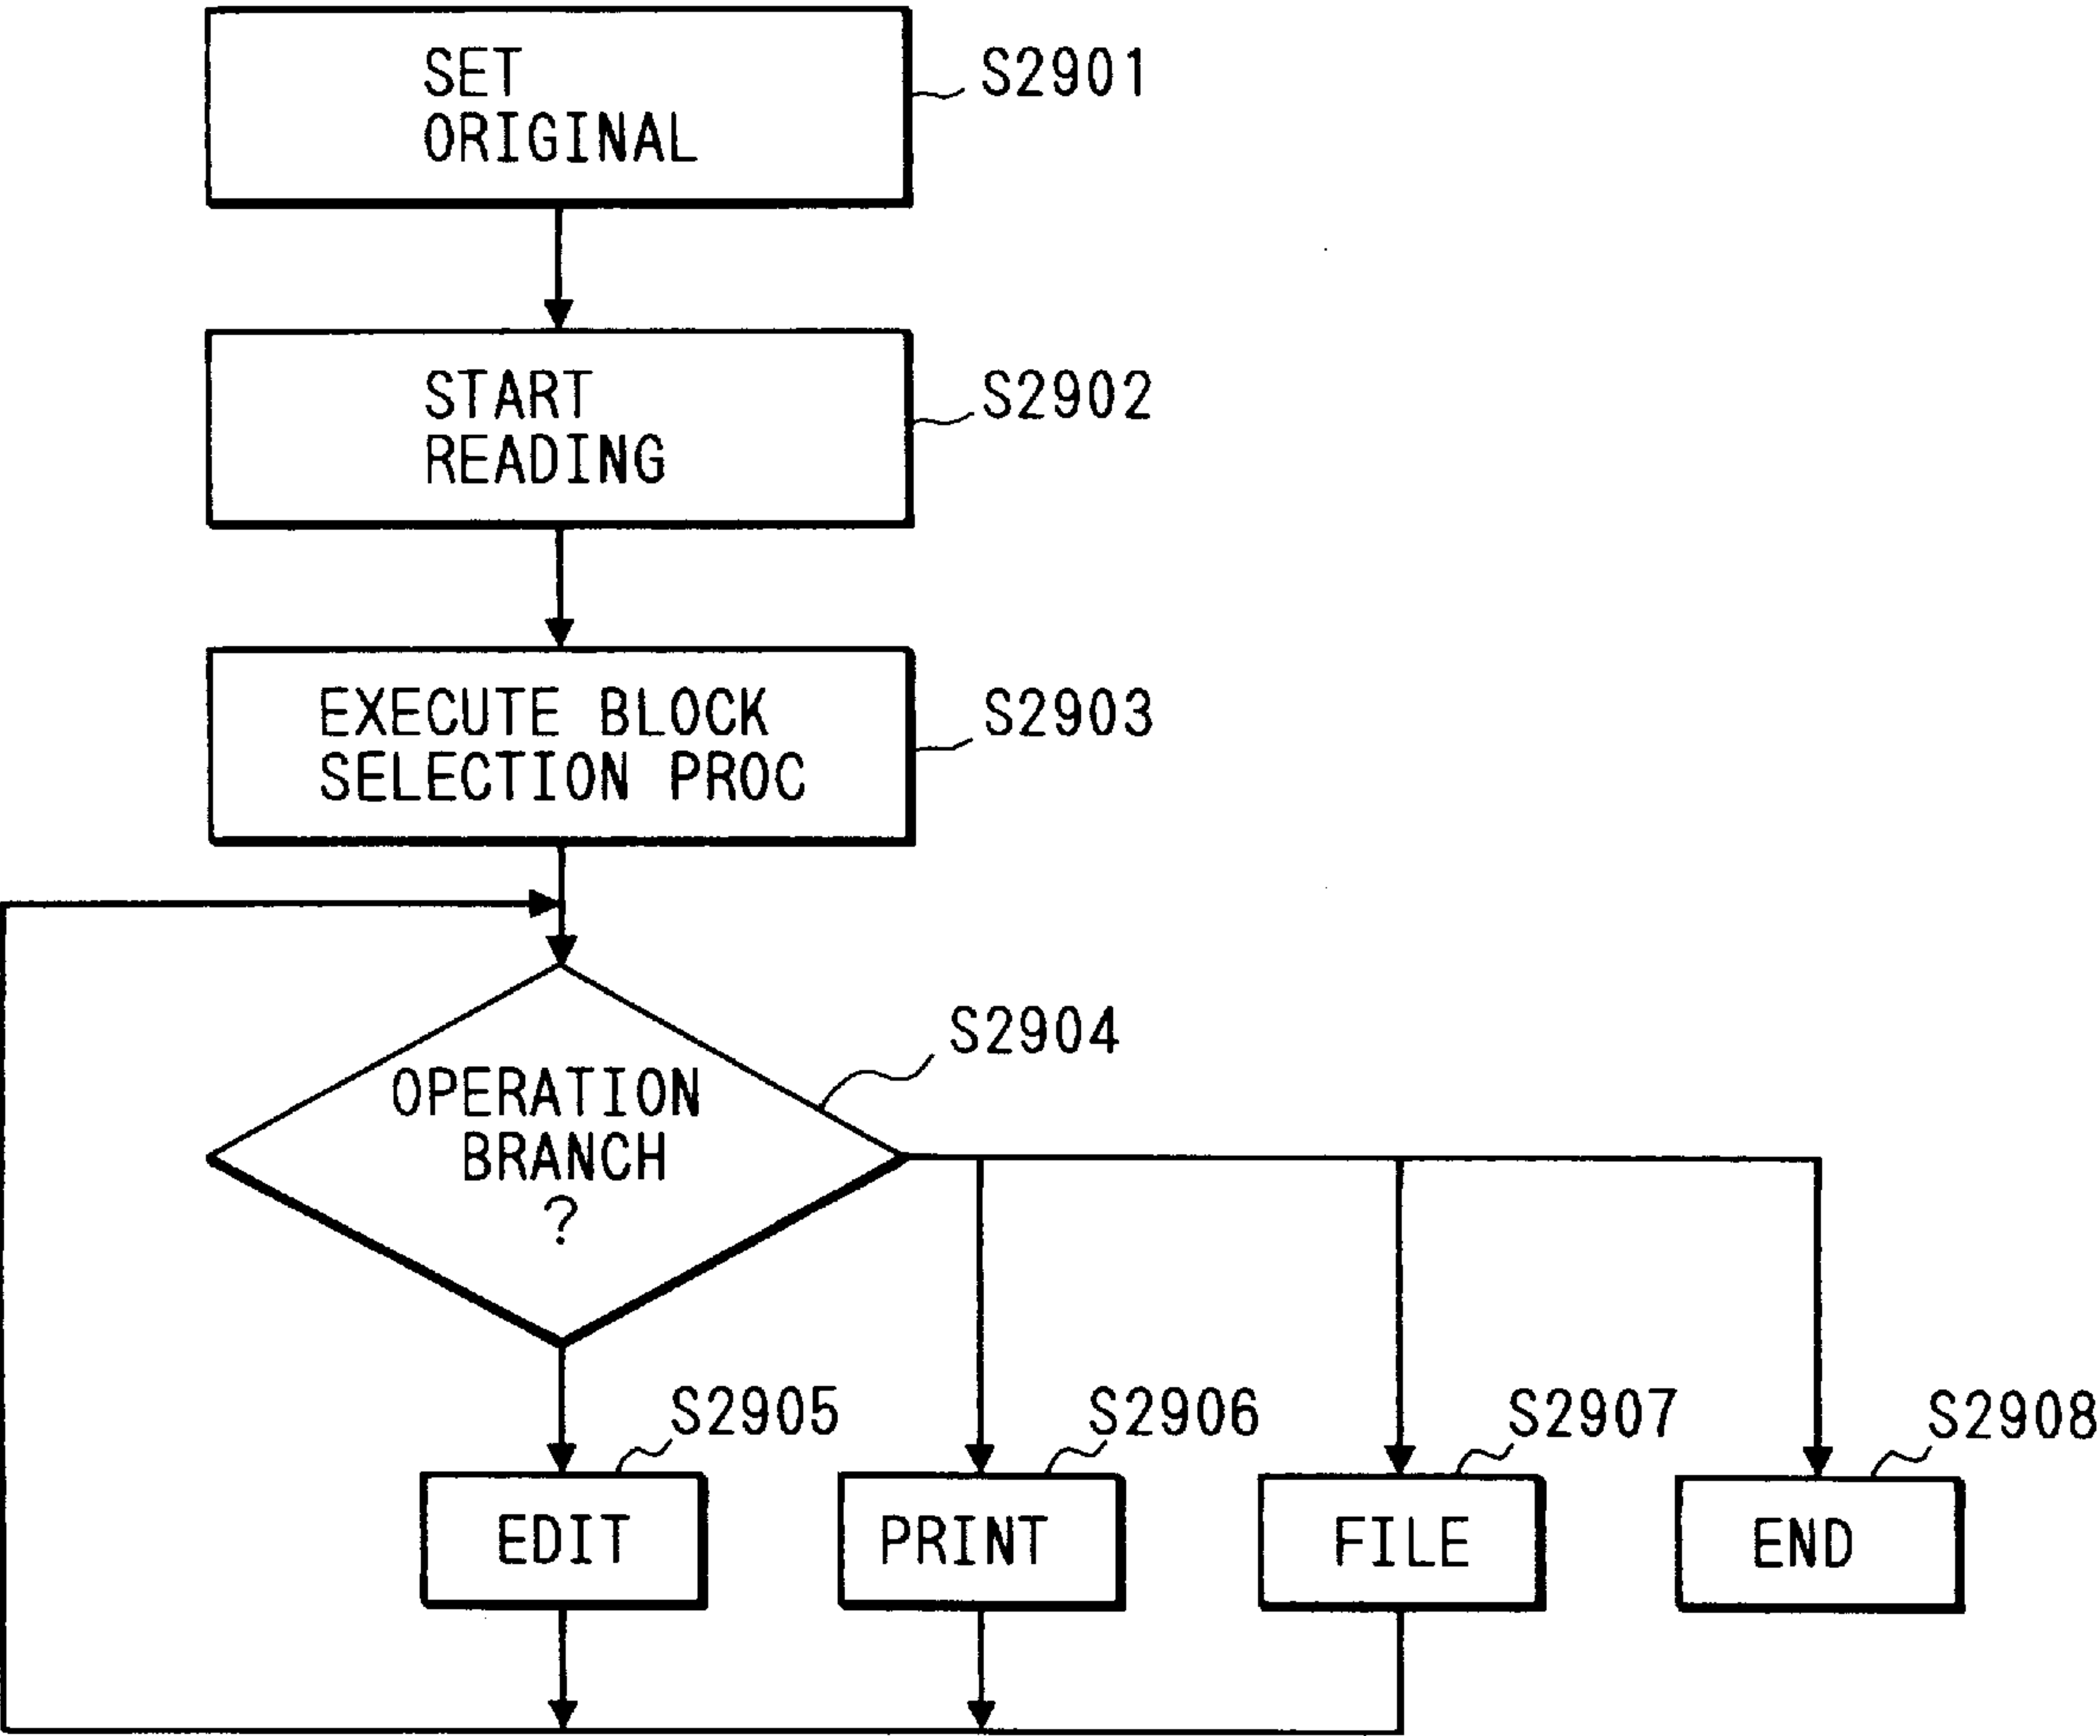 SET
ORIGINAL
S2901
START
READING
S2902
EXECUTE BLOCK
SELECTION PROC
S2903
OPERATION
BRANCH
?
S2904
S2905
EDIT
S2906
PRINT
S2907
FILE
S2908
END